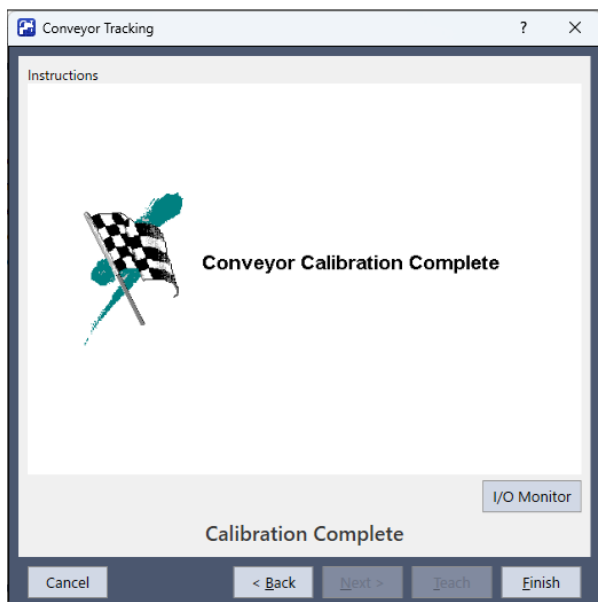 Conveyor Tracking
?
Instructions
Conveyor Calibration Complete
I/O Monitor
Calibration Complete
Cancel
< Back
Next >
Teach
Finish